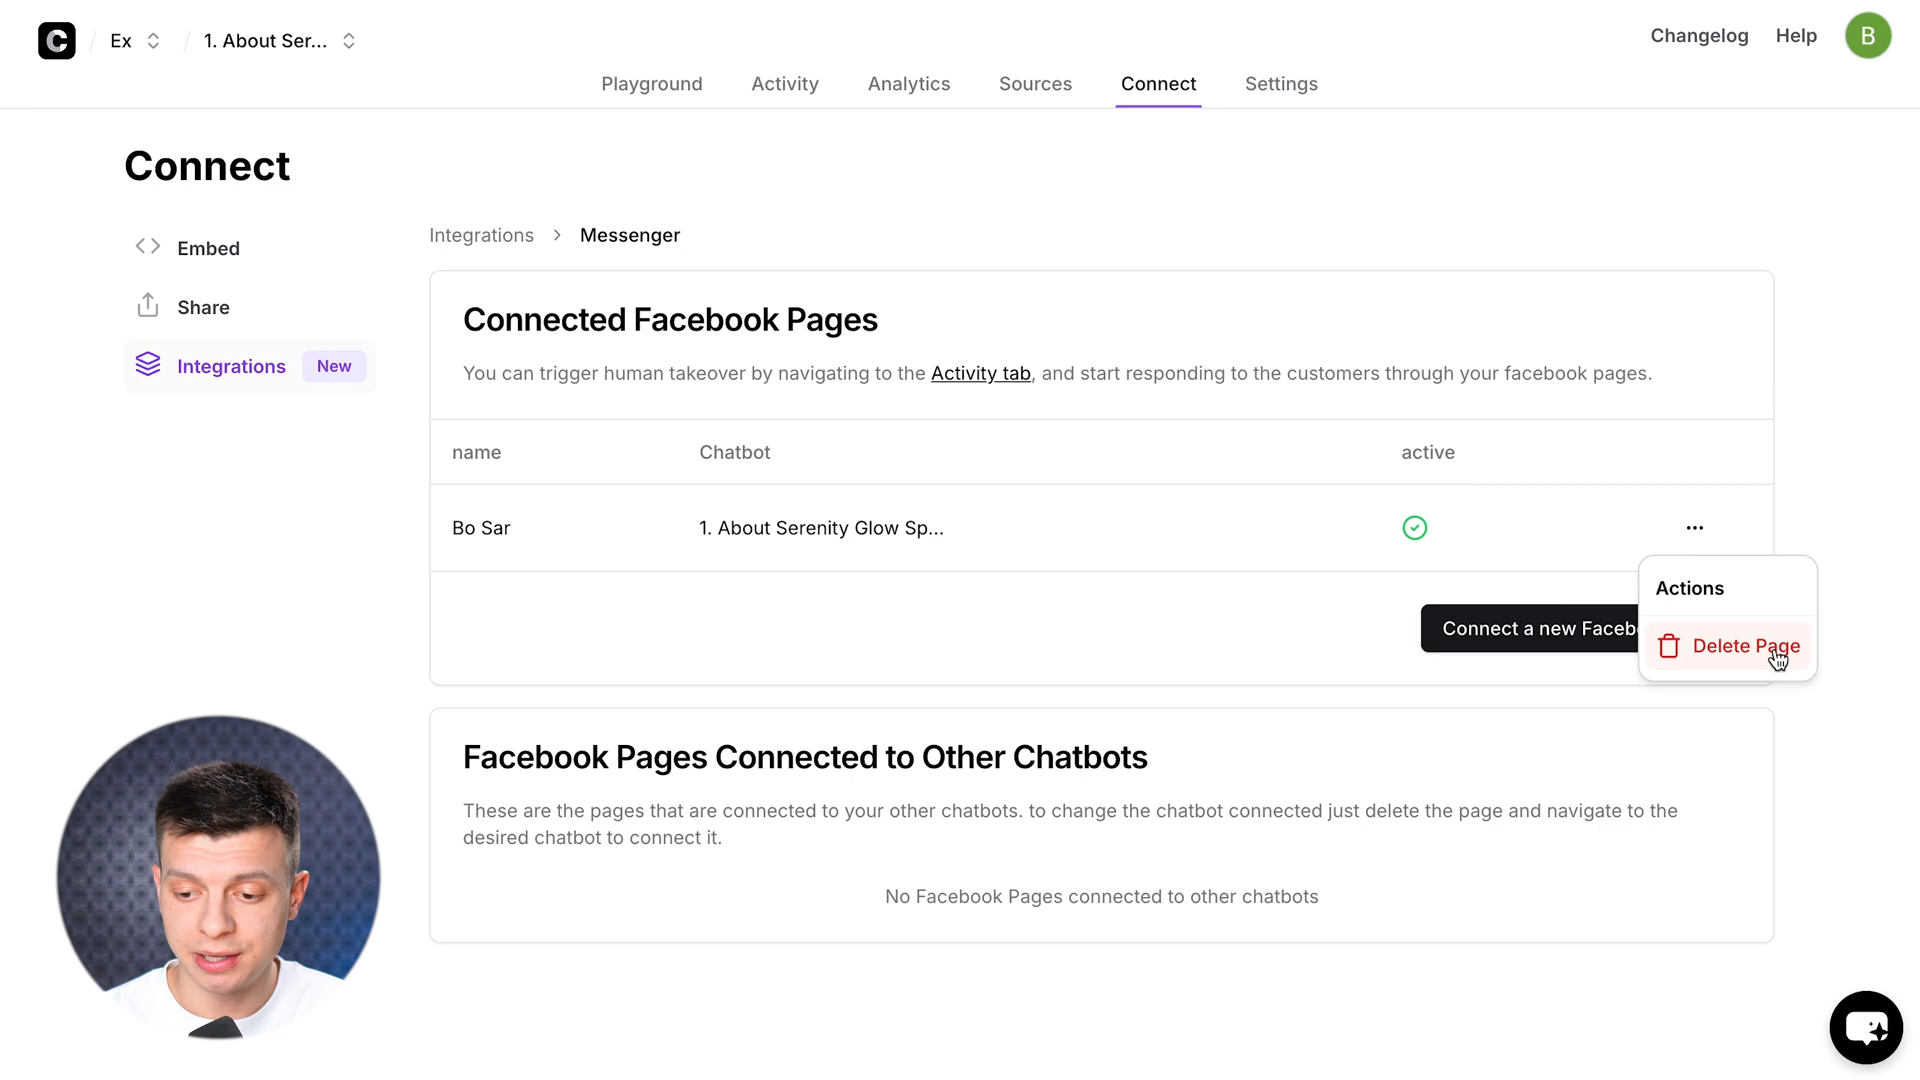 C / Ex / 1. About Ser...
Changelog Help B
Playground Activity Analytics Sources Connect Settings
Connect
Embed
Share
Integrations New
Integrations > Messenger
Connected Facebook Pages
You can trigger human takeover by navigating to the Activity tab, and start responding to the customers through your facebook pages.
name Chatbot active
Bo Sar 1. About Serenity Glow Sp... ...
Actions
Connect a new Faceb
Delete Page
Facebook Pages Connected to Other Chatbots
These are the pages that are connected to your other chatbots. to change the chatbot connected just delete the page and navigate to the
desired chatbot to connect it.
No Facebook Pages connected to other chatbots